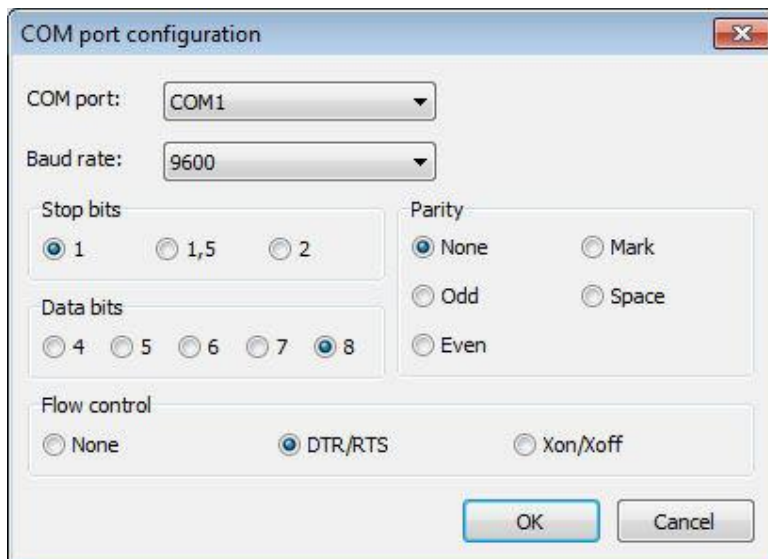 COM port configuration
COM port: COM1
Baud rate: 9600
Stop bits
1 1,5 2
Data bits
4 5 6 7 8
Parity
None Mark
Odd Space
Even
Flow control
None DTR/RTS Xon/Xoff
OK Cancel